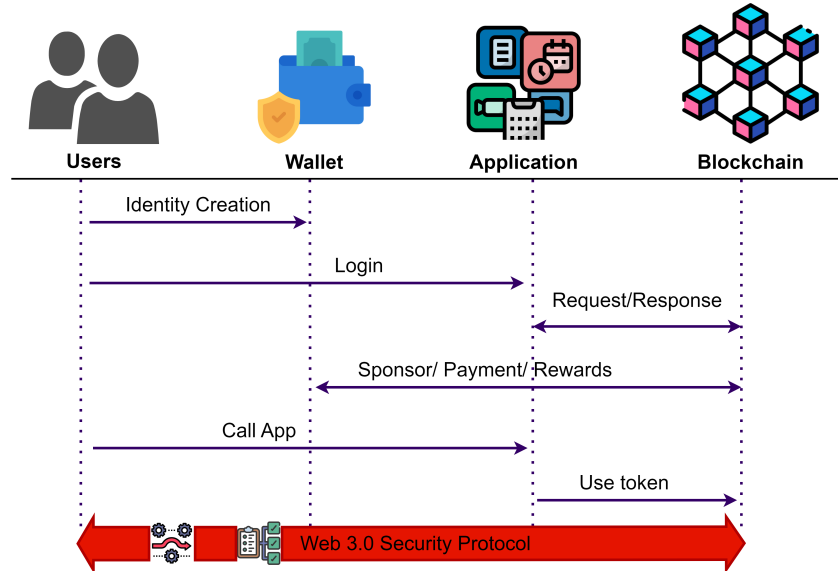 Users
Wallet
Application
Blockchain
Identity Creation
Login
Request/Response
Sponsor/ Payment/ Rewards
Call App
Use token
Web 3.0 Security Protocol